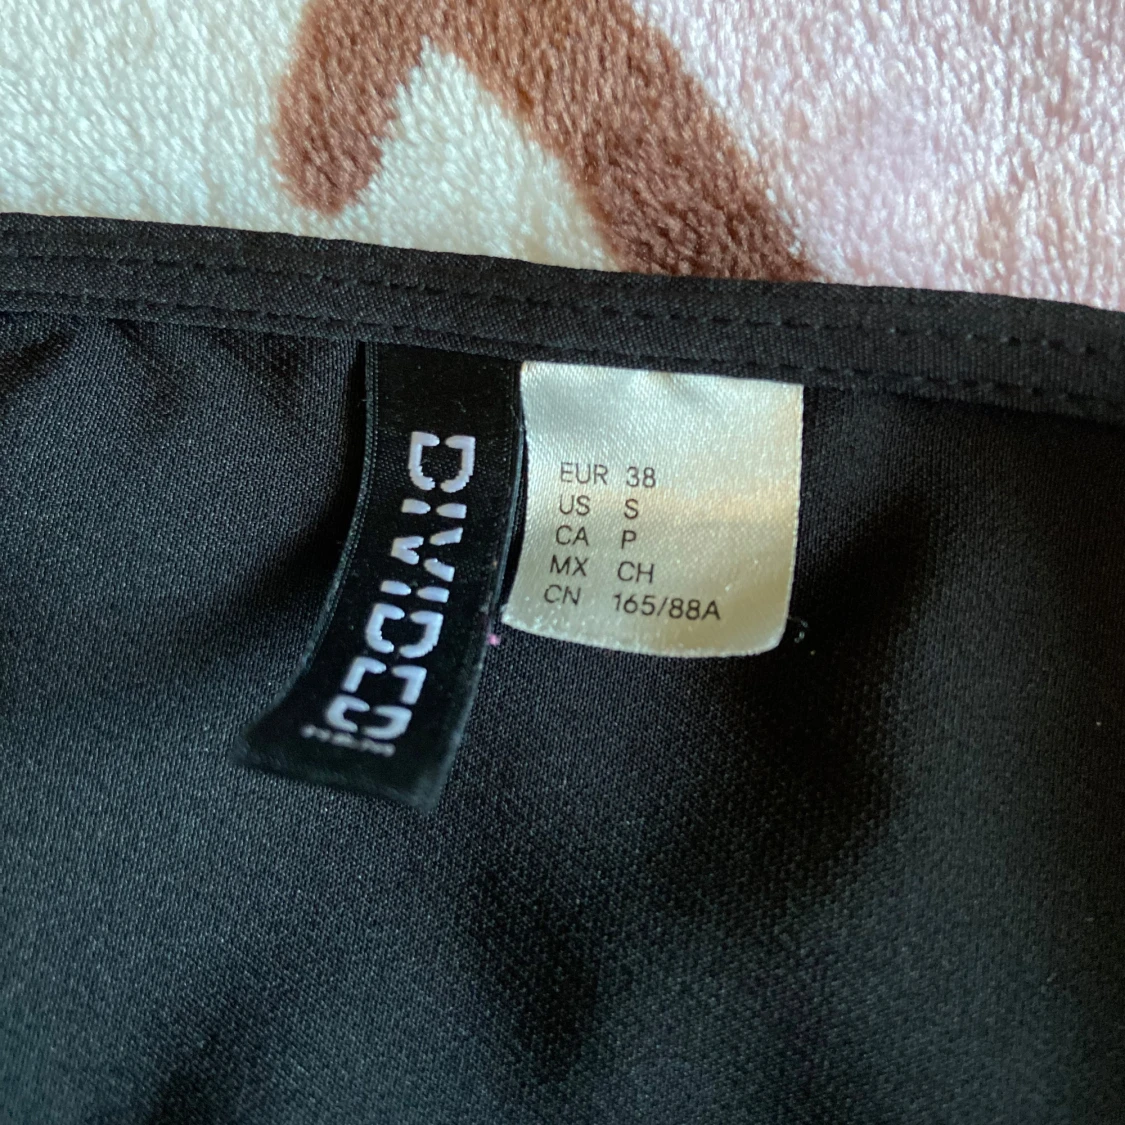 DIVIDED
H&M
EUR 38
US S
CA P
MX CH
CN 165/88A